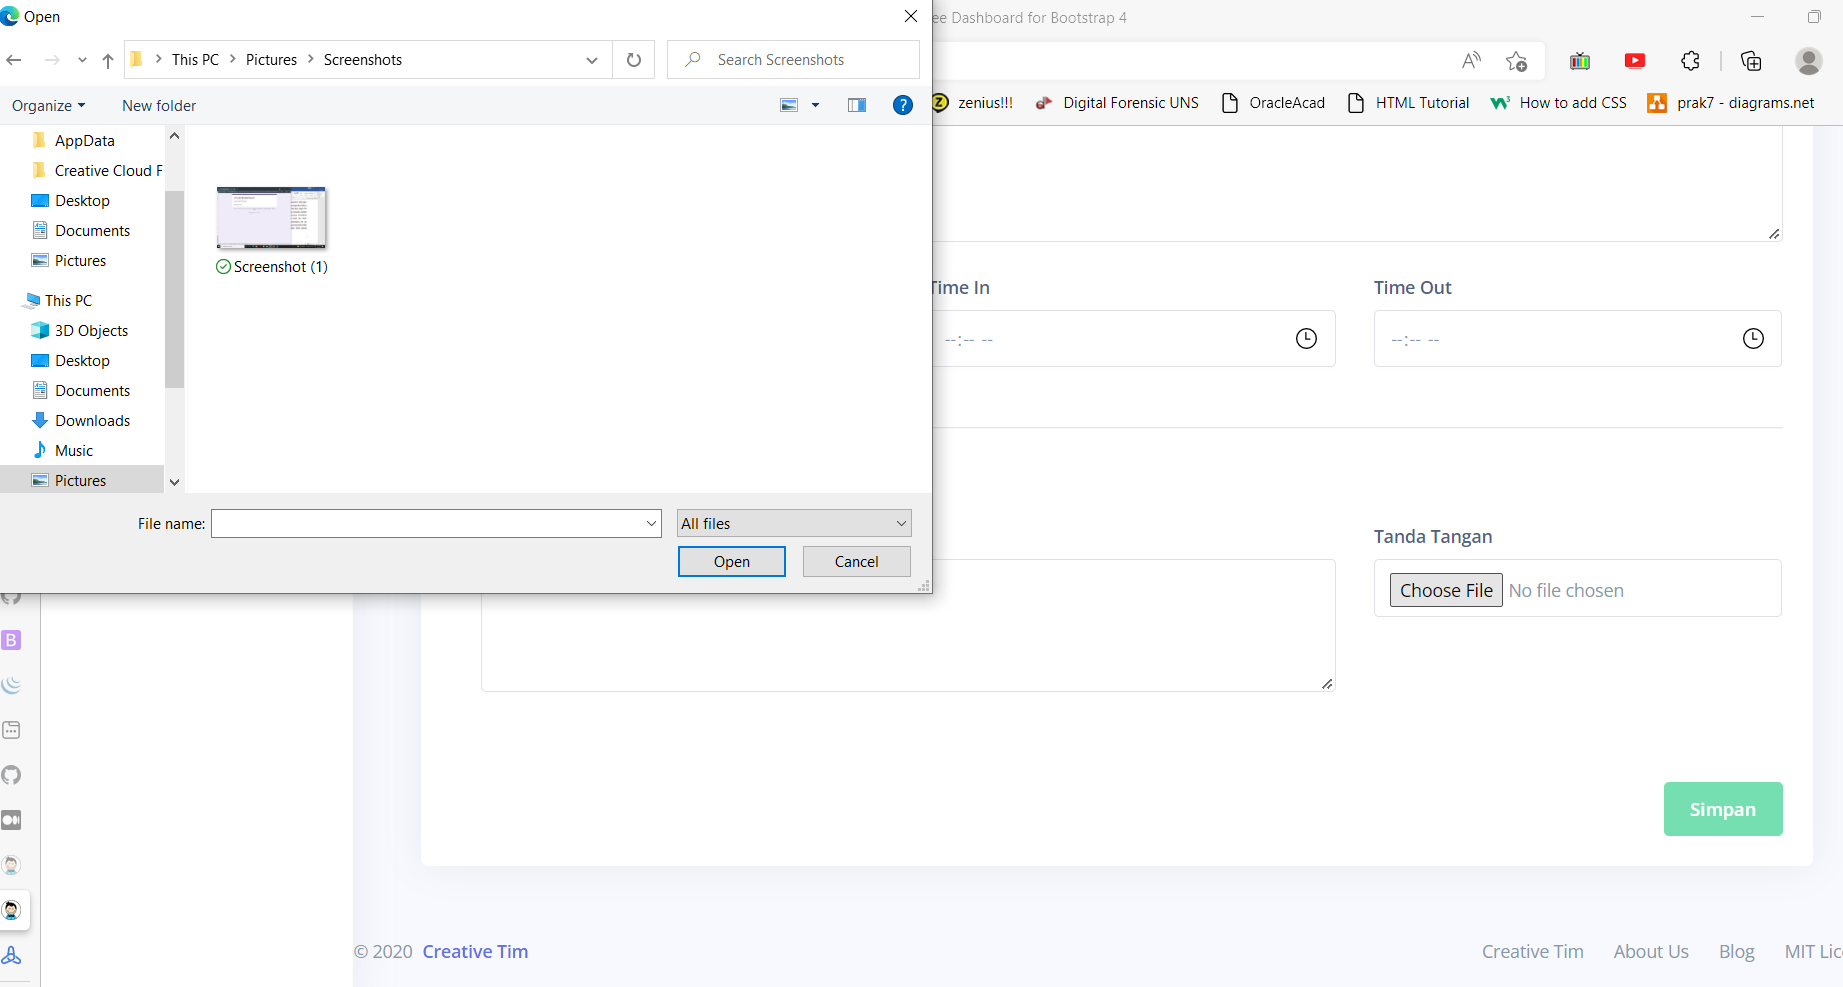 Open
ee Dashboard for Bootstrap 4
This PC
Pictures
Screenshots
Search Screenshots
Organize
New folder
zenius!!!
Digital Forensic UNS
OracleAcad
HTML Tutorial
How to add CSS
prak7 - diagrams.net
AppData
Creative Cloud F
Desktop
Documents
Pictures
This PC
3D Objects
Desktop
Documents
Downloads
Music
Pictures
Screenshot (1)
Time In
Time Out
--:-- --
--:-- --
File name:
All files
Open
Cancel
Tanda Tangan
Choose File No file chosen
Simpan
© 2020 Creative Tim
Creative Tim
About Us
Blog
MIT Lic